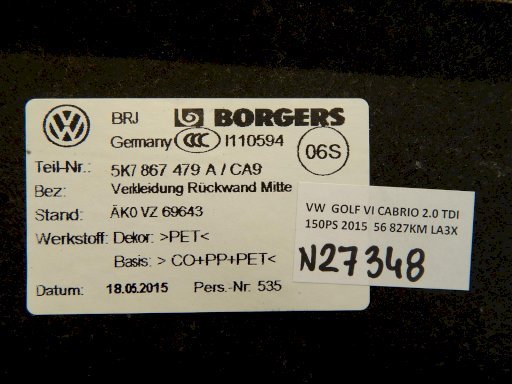 BRJ BORGERS
Germany CCC I110594
06S
Teil-Nr.: 5K7 867 479 A / CA9
Bez: Verkleidung Rückwand Mitte
Stand: ÄK0 VZ 69643
Werkstoff: Dekor: >PET<
Basis: > CO+PP+PET<
Datum: 18.05.2015 Pers.-Nr: 535
VW GOLF VI CABRIO 2.0 TDI
150PS 2015 56 827KM LA3X
N27348